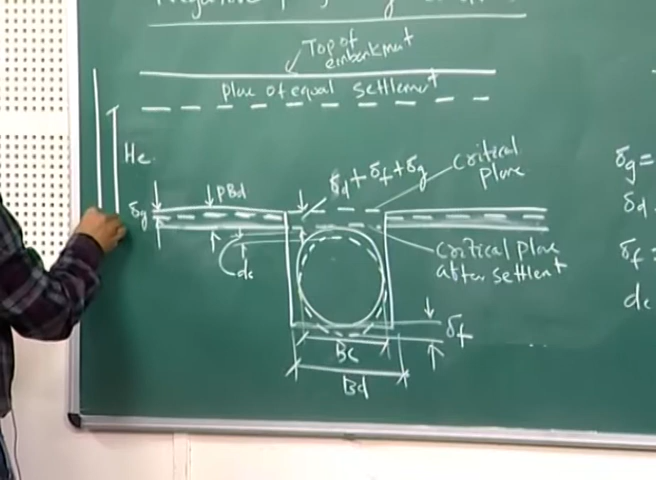 Top of
embankment
plane of equal settlement
He
critical
plane
δd + δf + δg
PBd
δg
critical plane
after settlent
dc
δf
Bc
Bd
δg =
δd
δf =
dc